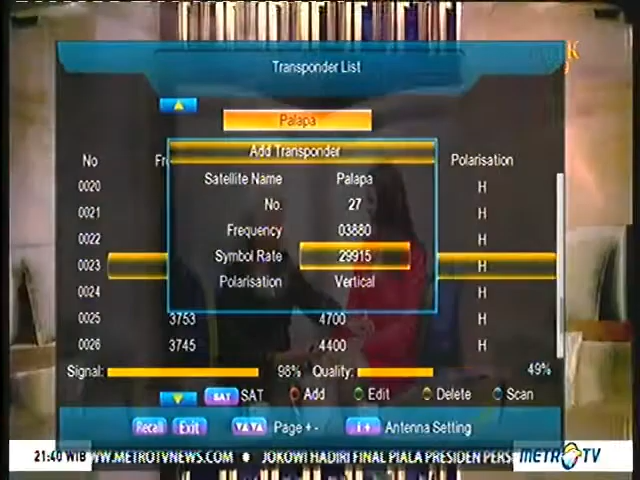 Transponder List
Palapa
No Fr Polarisation
Add Transponder
Satellite Name Palapa
No. 27
Frequency 03880
Symbol Rate 29915
Polarisation Vertical
0020 H
0021 H
0022 H
0023 H
0024 H
0025 3753 4700 H
0026 3745 4400 H
Signal: 98% Quality: 49%
SAT SAT Add Edit Delete Scan
Recall Exit Page + - i + Antenna Setting
21:40 WIB WW.METROTVNEWS.COM JOKOWI HADIRI FINAL PIALA PRESIDEN PERS METRO TV